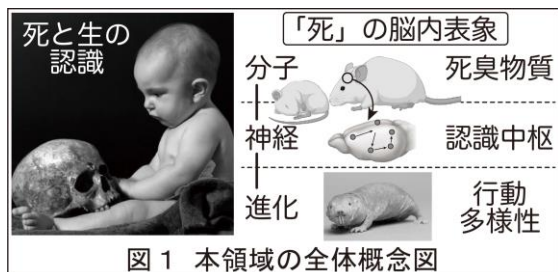 死と生の
認識
「死」の脳内表象
分子
死臭物質
神経
認識中枢
進化
行動
多様性
図1 本領域の全体概念図